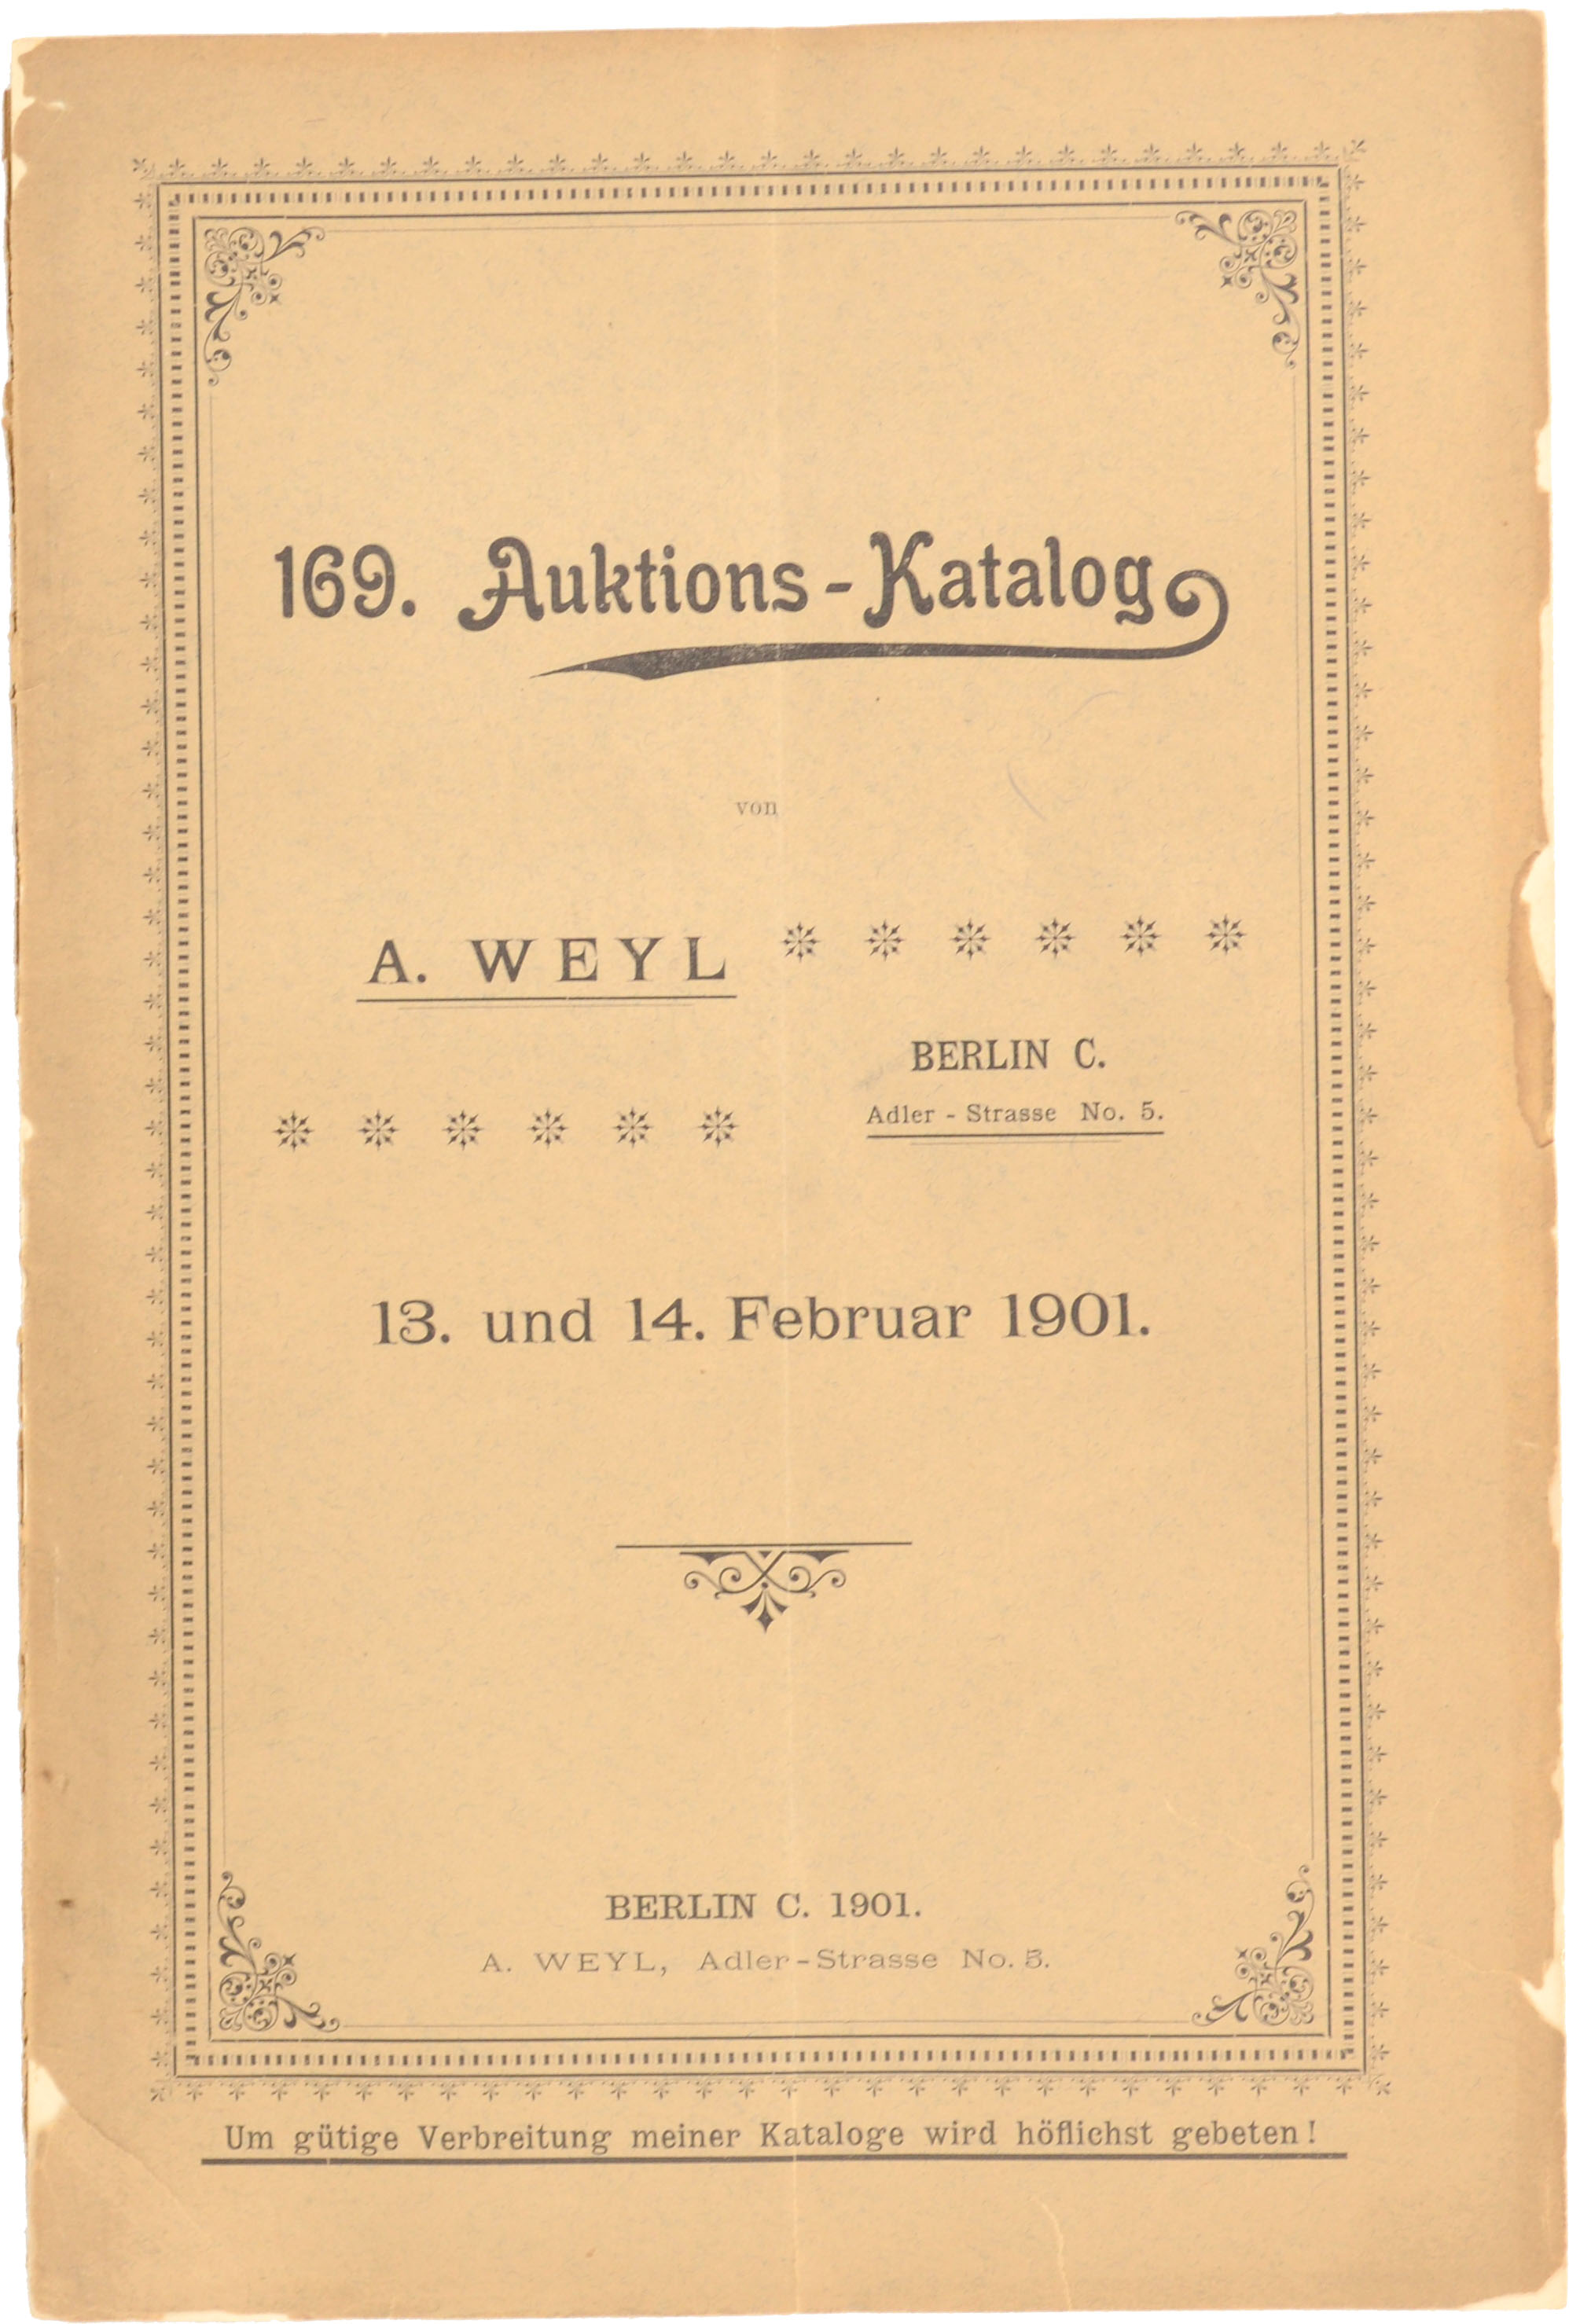 169. Auktions-Katalog
von
A. WEYL
BERLIN C.
Adler - Strasse No. 5.
13. und 14. Februar 1901.
BERLIN C. 1901.
A. WEYL, Adler-Strasse No. 5.
Um gütige Verbreitung meiner Kataloge wird höflichst gebeten!